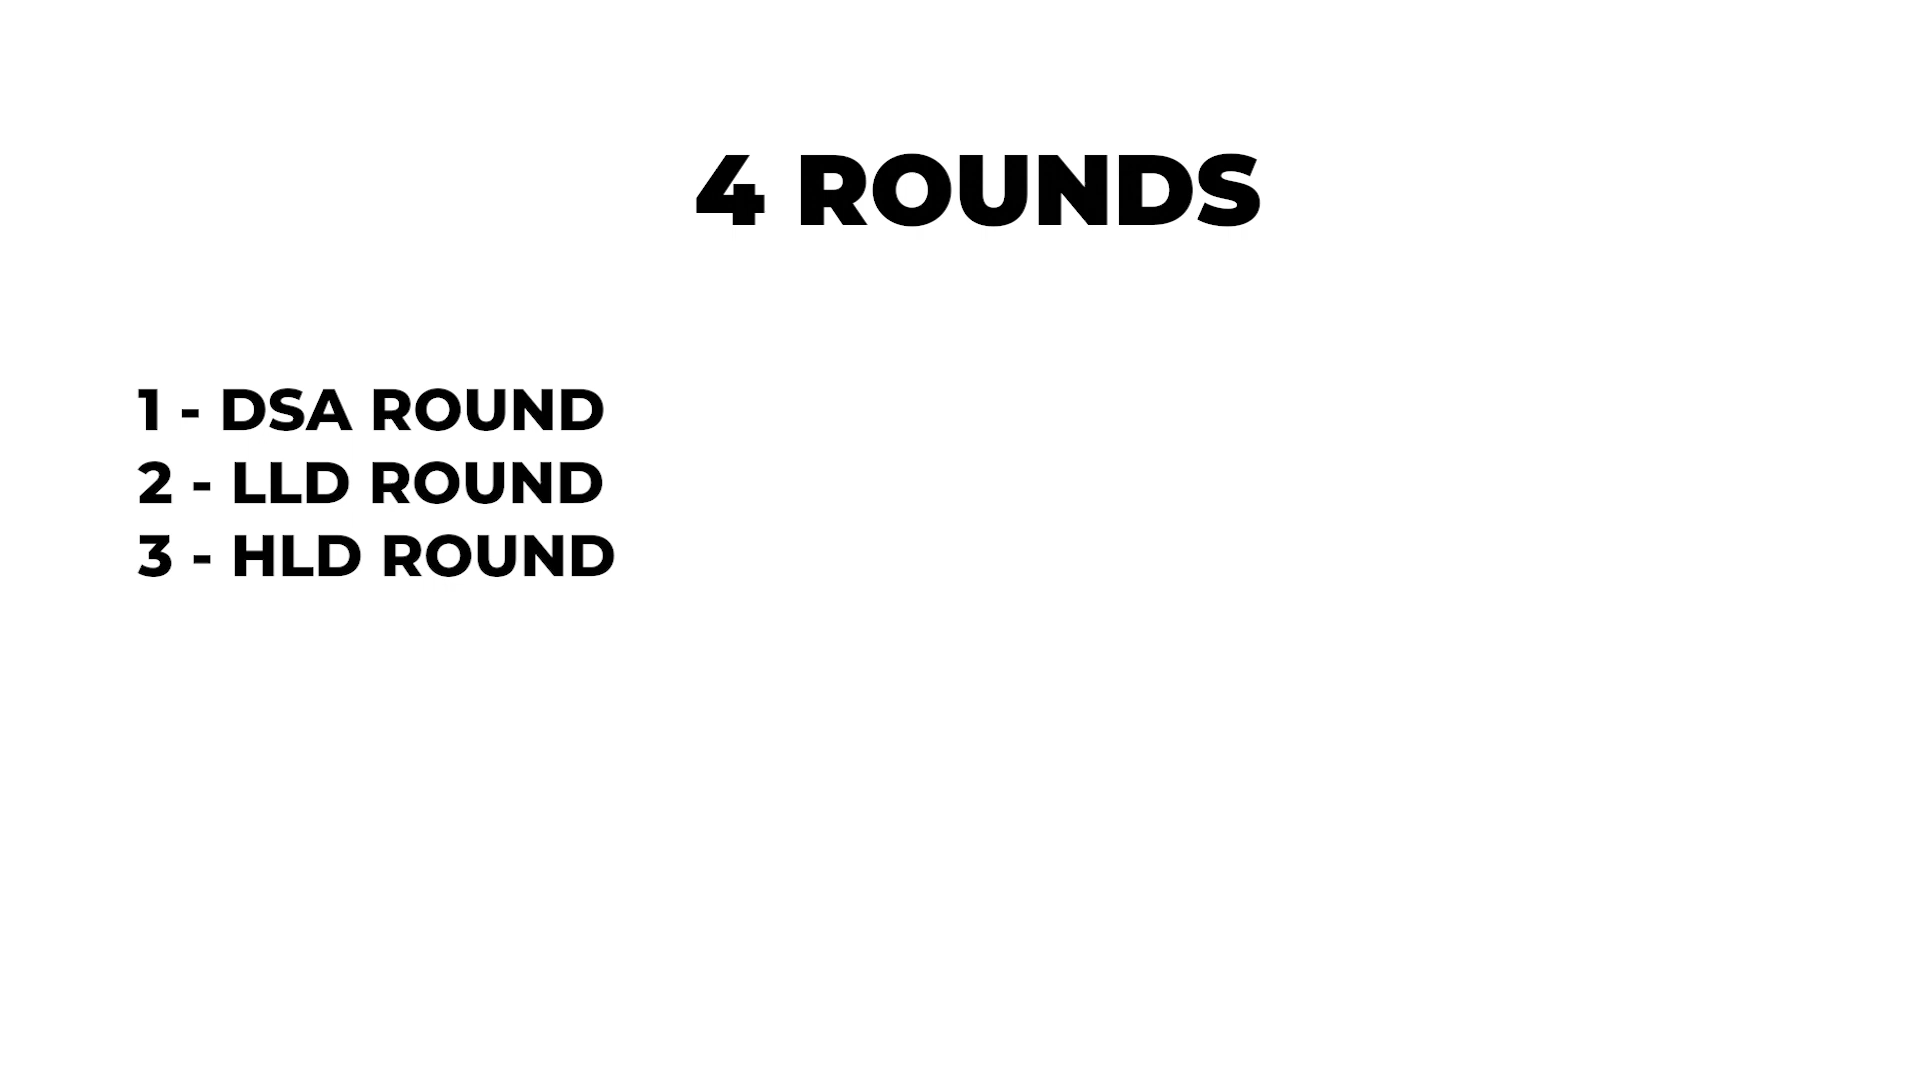 4 ROUNDS
1 - DSA ROUND
2 - LLD ROUND
3 - HLD ROUND